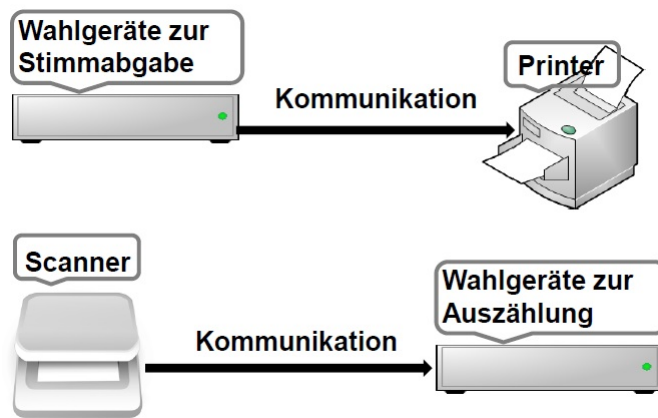 Wahlgeräte zur
Stimmabgabe
Printer
Kommunikation
Scanner
Wahlgeräte zur
Auszählung
Kommunikation